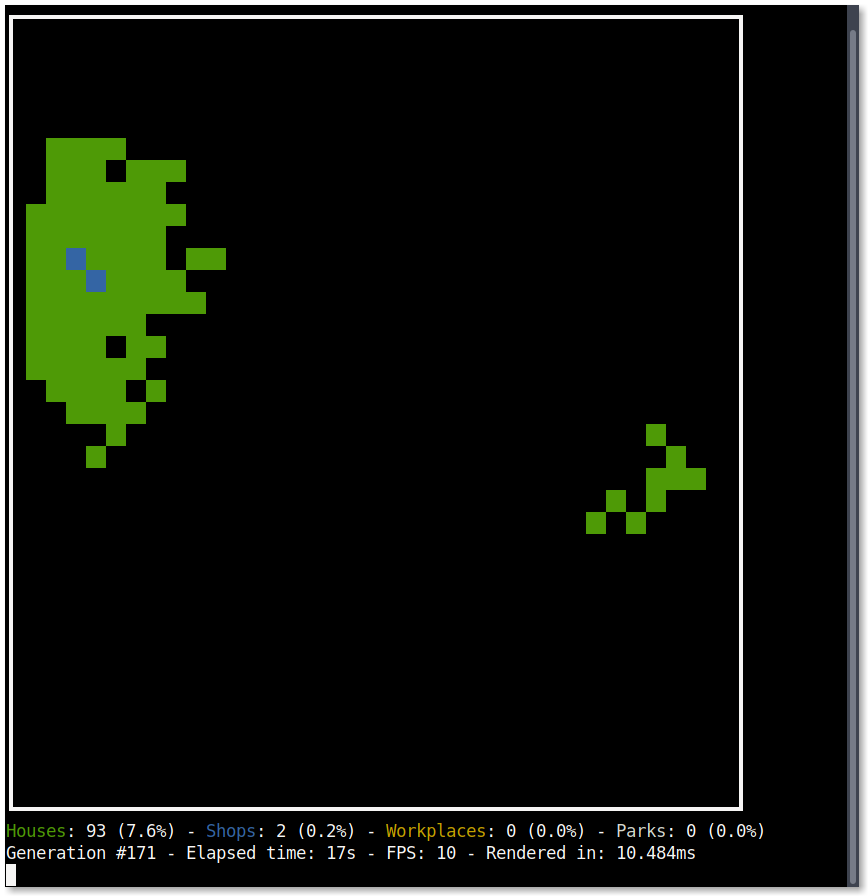 Houses: 93 (7.6%) - Shops: 2 (0.2%) - Workplaces: 0 (0.0%) - Parks: 0 (0.0%)
Generation #171 - Elapsed time: 17s - FPS: 10 - Rendered in: 10.484ms